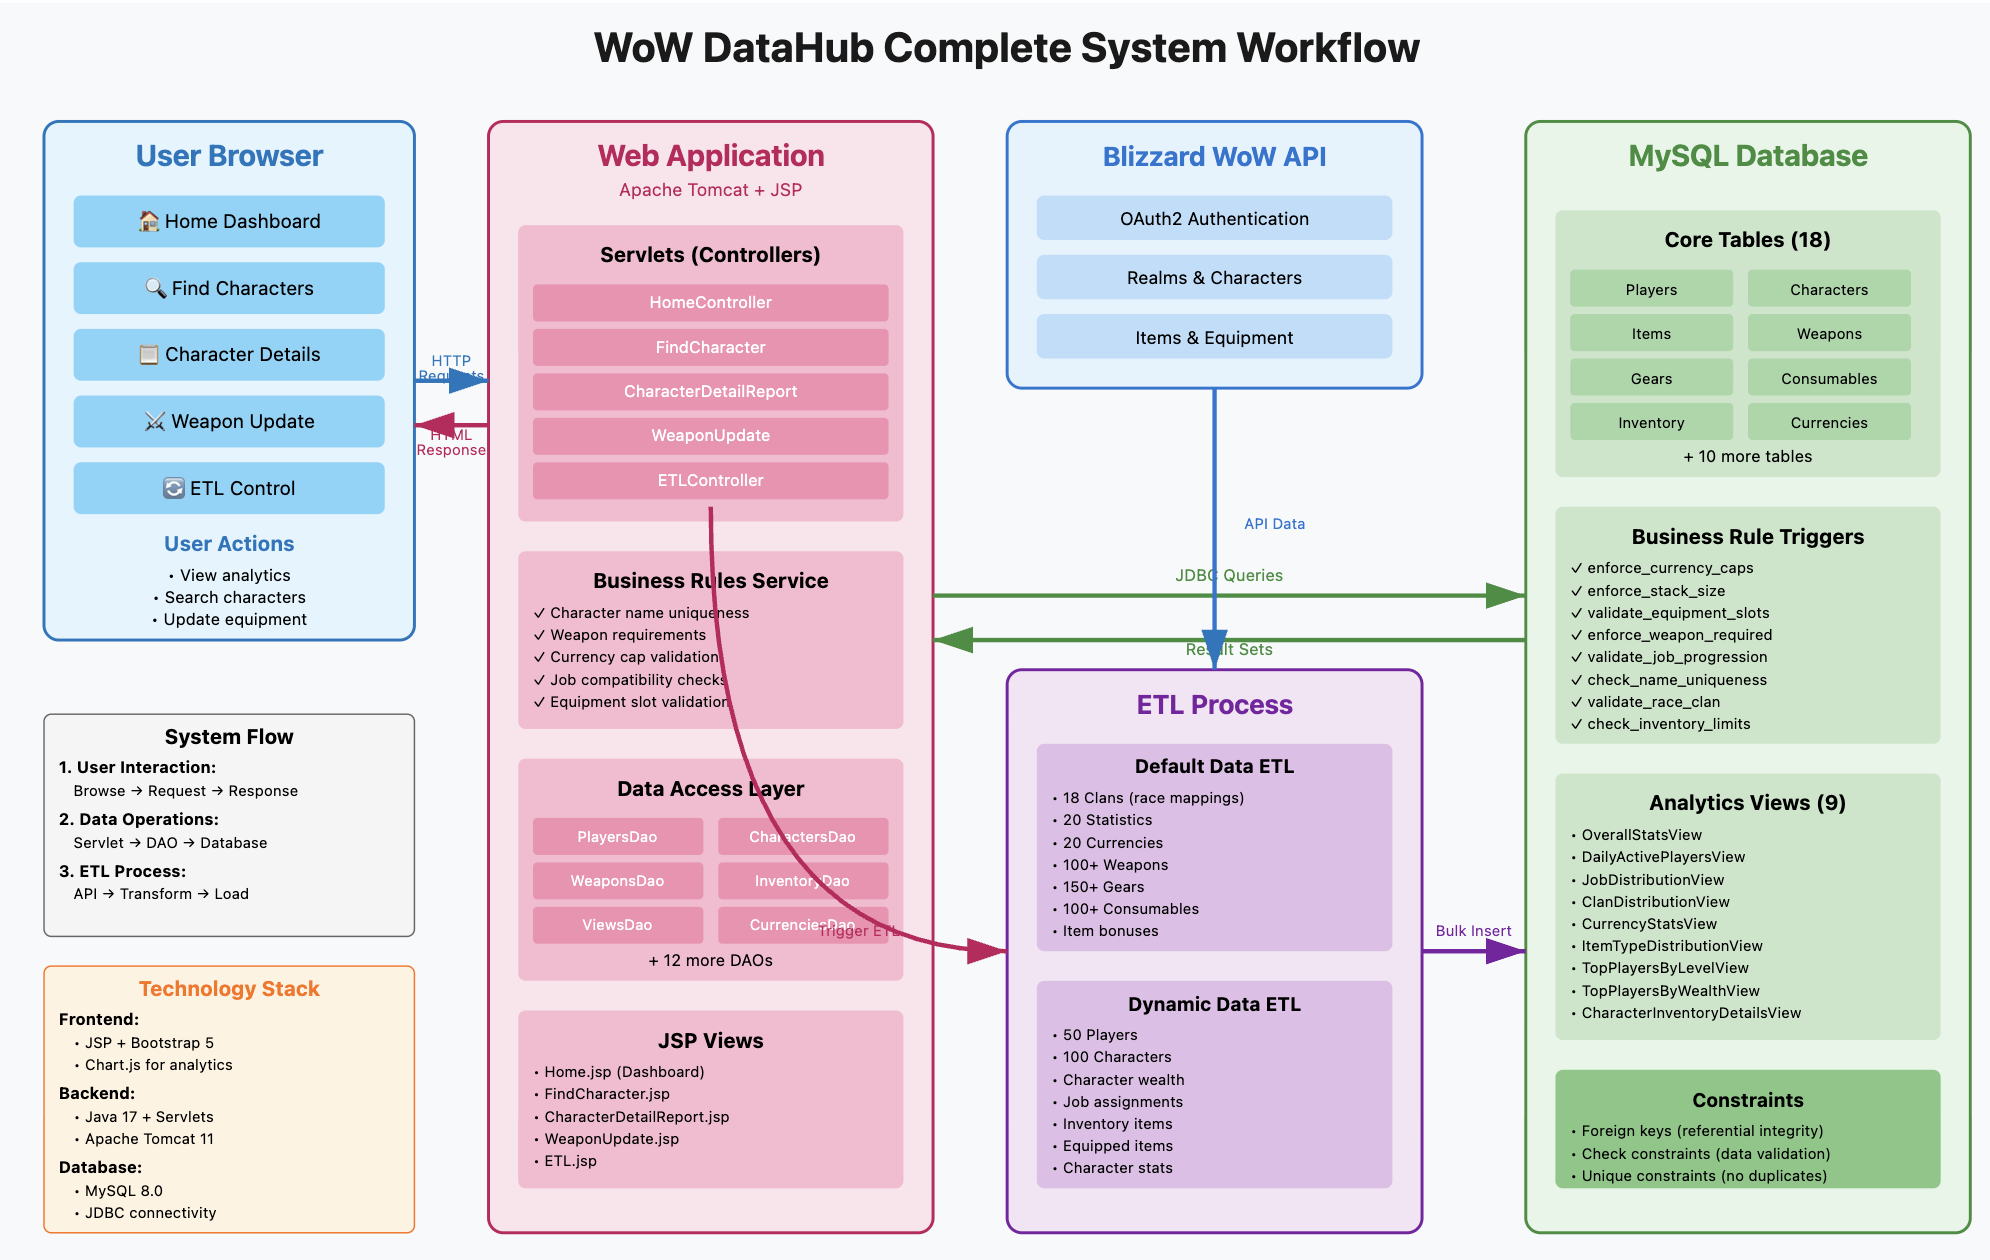 WoW DataHub Complete System Workflow
User Browser
🏠 Home Dashboard
🔍 Find Characters
📋 Character Details
⚔️ Weapon Update
🔄 ETL Control
User Actions
• View analytics
• Search characters
• Update equipment
System Flow
1. User Interaction:
Browse → Request → Response
2. Data Operations:
Servlet → DAO → Database
3. ETL Process:
API → Transform → Load
Technology Stack
Frontend:
• JSP + Bootstrap 5
• Chart.js for analytics
Backend:
• Java 17 + Servlets
• Apache Tomcat 11
Database:
• MySQL 8.0
• JDBC connectivity
HTTP
Requests
HTML
Response
Web Application
Apache Tomcat + JSP
Servlets (Controllers)
HomeController
FindCharacter
CharacterDetailReport
WeaponUpdate
ETLController
Business Rules Service
✓ Character name uniqueness
✓ Weapon requirements
✓ Currency cap validation
✓ Job compatibility checks
✓ Equipment slot validation
Data Access Layer
PlayersDao
CharactersDao
WeaponsDao
InventoryDao
ViewsDao
CurrenciesDao
+ 12 more DAOs
Trigger ETL
JSP Views
• Home.jsp (Dashboard)
• FindCharacter.jsp
• CharacterDetailReport.jsp
• WeaponUpdate.jsp
• ETL.jsp
Blizzard WoW API
OAuth2 Authentication
Realms & Characters
Items & Equipment
API Data
JDBC Queries
Result Sets
ETL Process
Default Data ETL
• 18 Clans (race mappings)
• 20 Statistics
• 20 Currencies
• 100+ Weapons
• 150+ Gears
• 100+ Consumables
• Item bonuses
Dynamic Data ETL
• 50 Players
• 100 Characters
• Character wealth
• Job assignments
• Inventory items
• Equipped items
• Character stats
Bulk Insert
MySQL Database
Core Tables (18)
Players
Characters
Items
Weapons
Gears
Consumables
Inventory
Currencies
+ 10 more tables
Business Rule Triggers
✓ enforce_currency_caps
✓ enforce_stack_size
✓ validate_equipment_slots
✓ enforce_weapon_required
✓ validate_job_progression
✓ check_name_uniqueness
✓ validate_race_clan
✓ check_inventory_limits
Analytics Views (9)
• OverallStatsView
• DailyActivePlayersView
• JobDistributionView
• ClanDistributionView
• CurrencyStatsView
• ItemTypeDistributionView
• TopPlayersByLevelView
• TopPlayersByWealthView
• CharacterInventoryDetailsView
Constraints
• Foreign keys (referential integrity)
• Check constraints (data validation)
• Unique constraints (no duplicates)